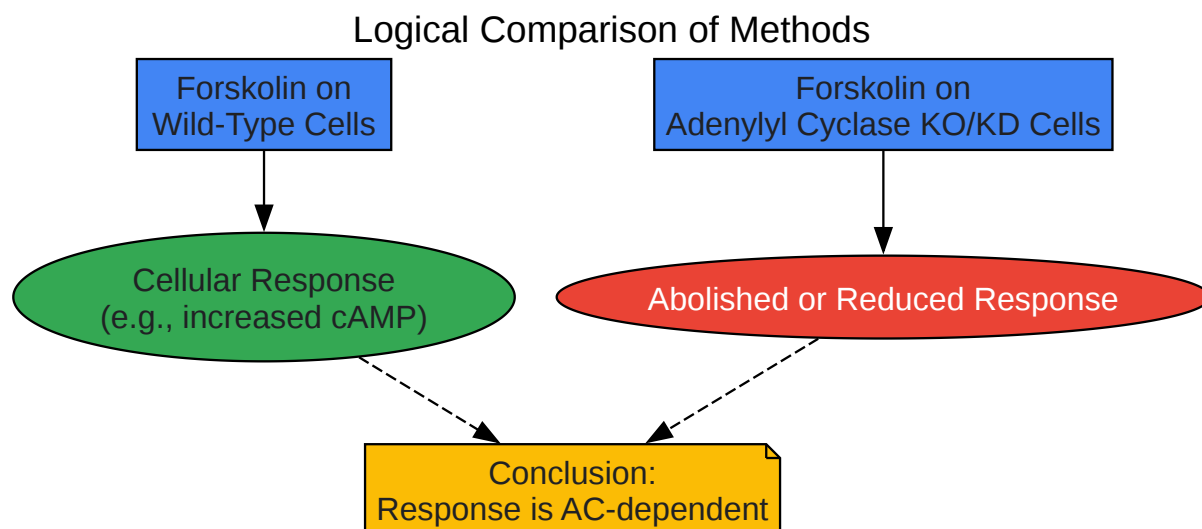 Logical Comparison of Methods
Forskolin on
Wild-Type Cells
Forskolin on
Adenylyl Cyclase KO/KD Cells
Cellular Response
(e.g., increased cAMP)
Abolished or Reduced Response
Conclusion:
Response is AC-dependent